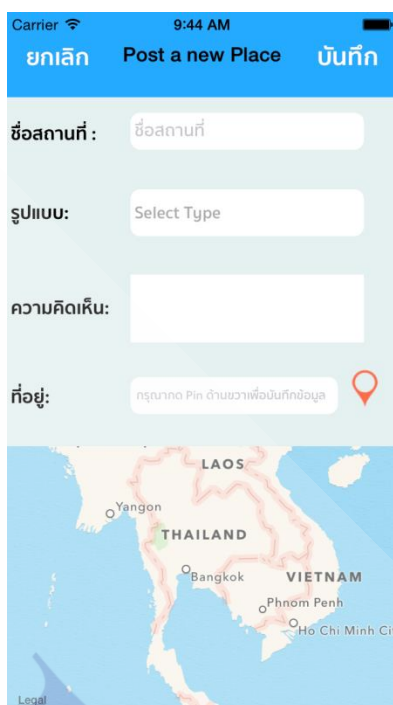 Carrier 9:44 AM
ยกเลิก Post a new Place บันทึก
ชื่อสถานที่ : ชื่อสถานที่
รูปแบบ: Select Type
ความคิดเห็น:
ที่อยู่: กรุณากด Pin ด้านขวาเพื่อบันทึกข้อมูล
LAOS
Yangon
THAILAND
Bangkok VIETNAM
Phnom Penh
Ho Chi Minh Ci
Legal